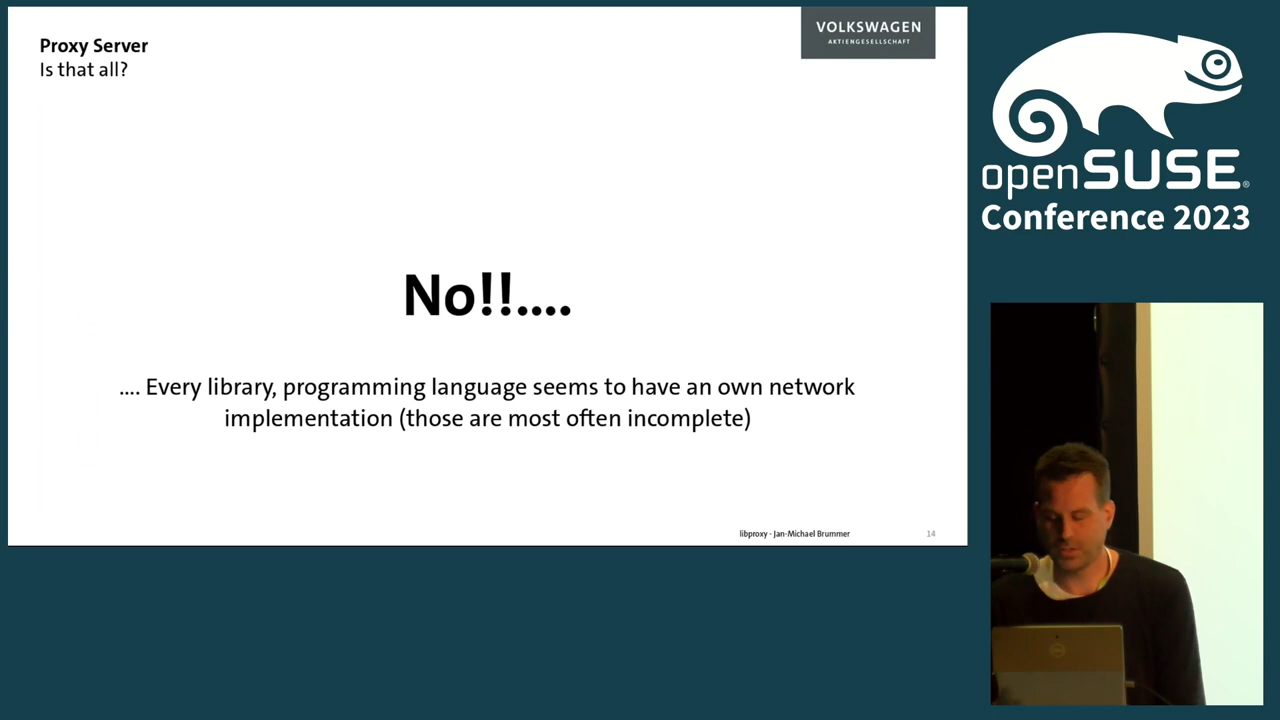 Proxy Server
Is that all?
VOLKSWAGEN
AKTIENGESELLSCHAFT
No!!....
.... Every library, programming language seems to have an own network
implementation (those are most often incomplete)
libproxy - Jan-Michael Brummer
14
openSUSE®
Conference 2023